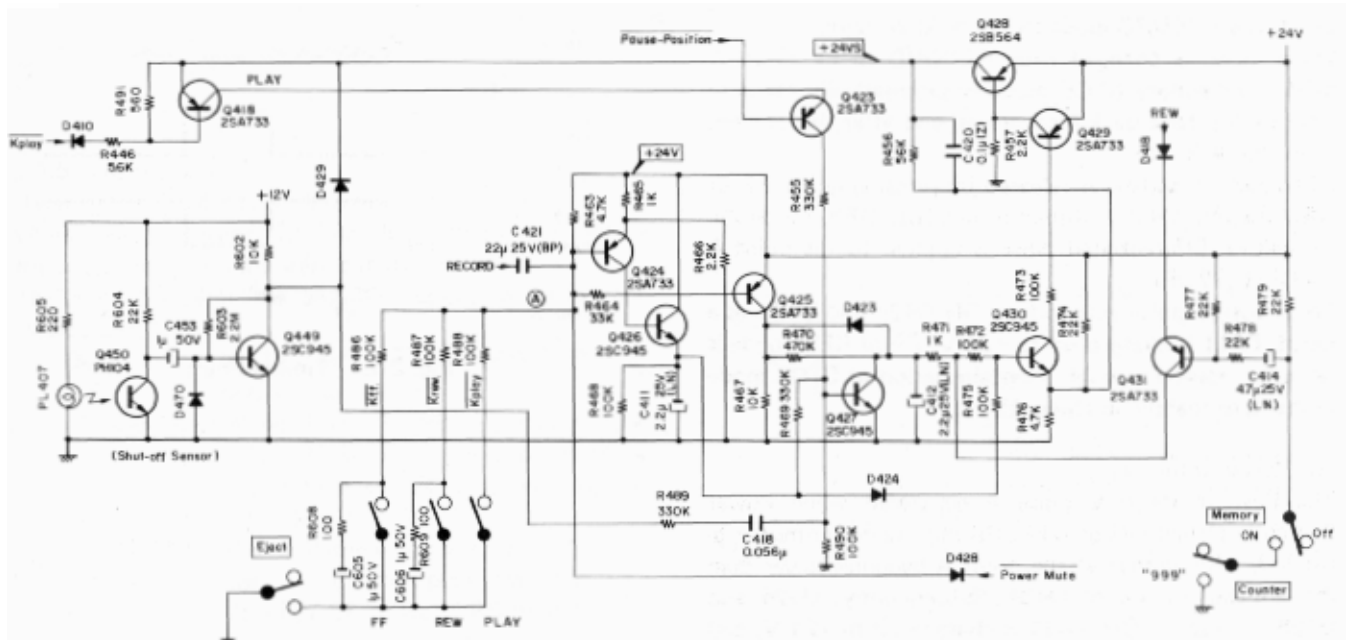 Pause-Position
+24VS
Q428
2SB564
+24V
R491
560
PLAY
Q418
2SA733
Q423
2SA733
REW
D410
Kplay
R446
56K
D429
R456
56K
C420
0.1µ(Z)
R457
2.2K
Q429
2SA733
D418
+12V
+24V
R463
4.7K
R465
1K
R455
330K
C421
22µ 25V(BP)
RECORD
R602
10K
R466
2.2K
Q424
2SA733
A
R464
33K
Q425
2SA733
D423
R473
100K
R474
22K
R477
22K
R479
22K
R605
220
R604
22K
C453
1µ 50V
R603
2.2M
Q449
2SC945
Q426
2SC945
R470
470K
R471
1K
R472
100K
Q430
2SC945
R478
22K
Q450
PH104
R486
100K
Kff
R487
100K
Krew
R488
100K
Kplay
Q431
2SA733
C414
47µ25V
(LN)
PL407
D470
R468
100K
C411
2.2µ 25V
(LN)
R467
10K
R469 330K
Q427
2SC945
C412
2.2µ25V(LN)
R475
100K
R476
4.7K
(Shut-off Sensor)
D424
R489
330K
R608
100
Memory
ON
Off
Eject
C418
0.056µ
R490
100K
D428
C605
1µ 50V
C606 1µ 50V
R609 100
Power Mute
"999"
Counter
FF
REW
PLAY